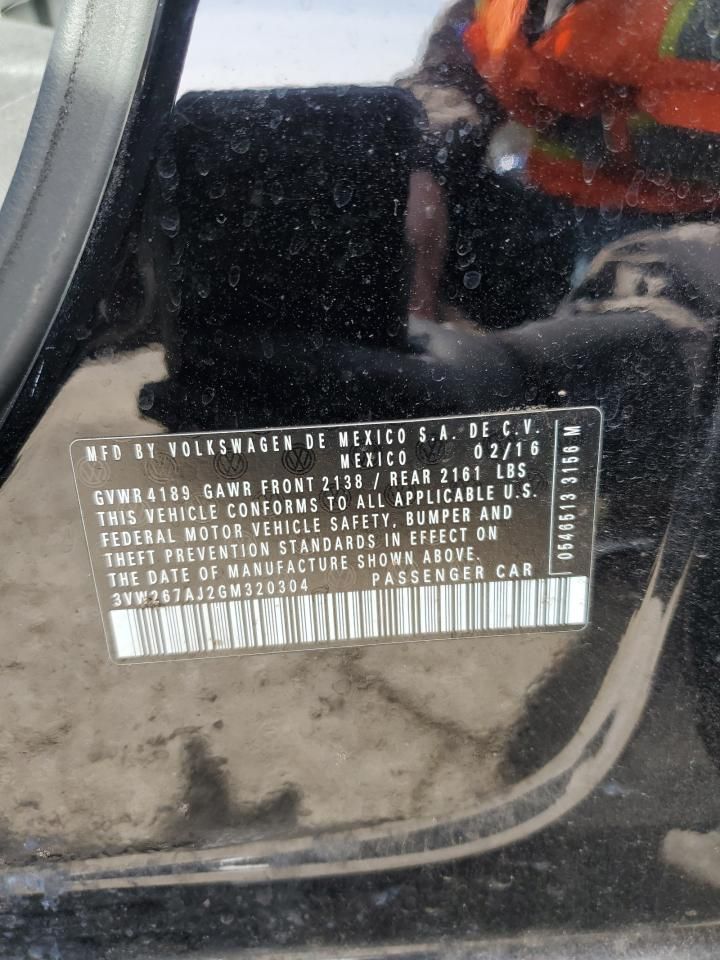 MFD BY VOLKSWAGEN DE MEXICO S.A. DE C.V.
MEXICO 02/16
GVWR 4189 GAWR FRONT 2138 / REAR 2161 LBS
THIS VEHICLE CONFORMS TO ALL APPLICABLE U.S.
FEDERAL MOTOR VEHICLE SAFETY, BUMPER AND
THEFT PREVENTION STANDARDS IN EFFECT ON
THE DATE OF MANUFACTURE SHOWN ABOVE.
3VW267AJ2GM320304 PASSENGER CAR
0546513 3156 M